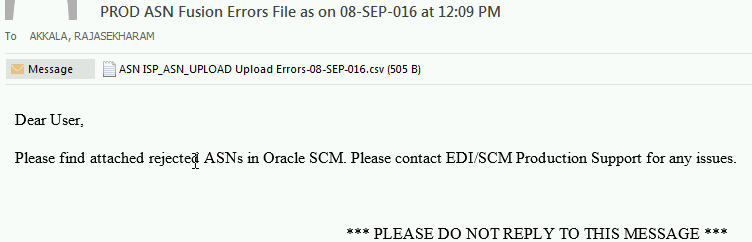 PROD ASN Fusion Errors File as on 08-SEP-016 at 12:09 PM
To AKKALA, RAJASEKHARAM
Message ASN ISP_ASN_UPLOAD Upload Errors-08-SEP-016.csv (505 B)
Dear User,
Please find attached rejected ASNs in Oracle SCM. Please contact EDI/SCM Production Support for any issues.
*** PLEASE DO NOT REPLY TO THIS MESSAGE ***